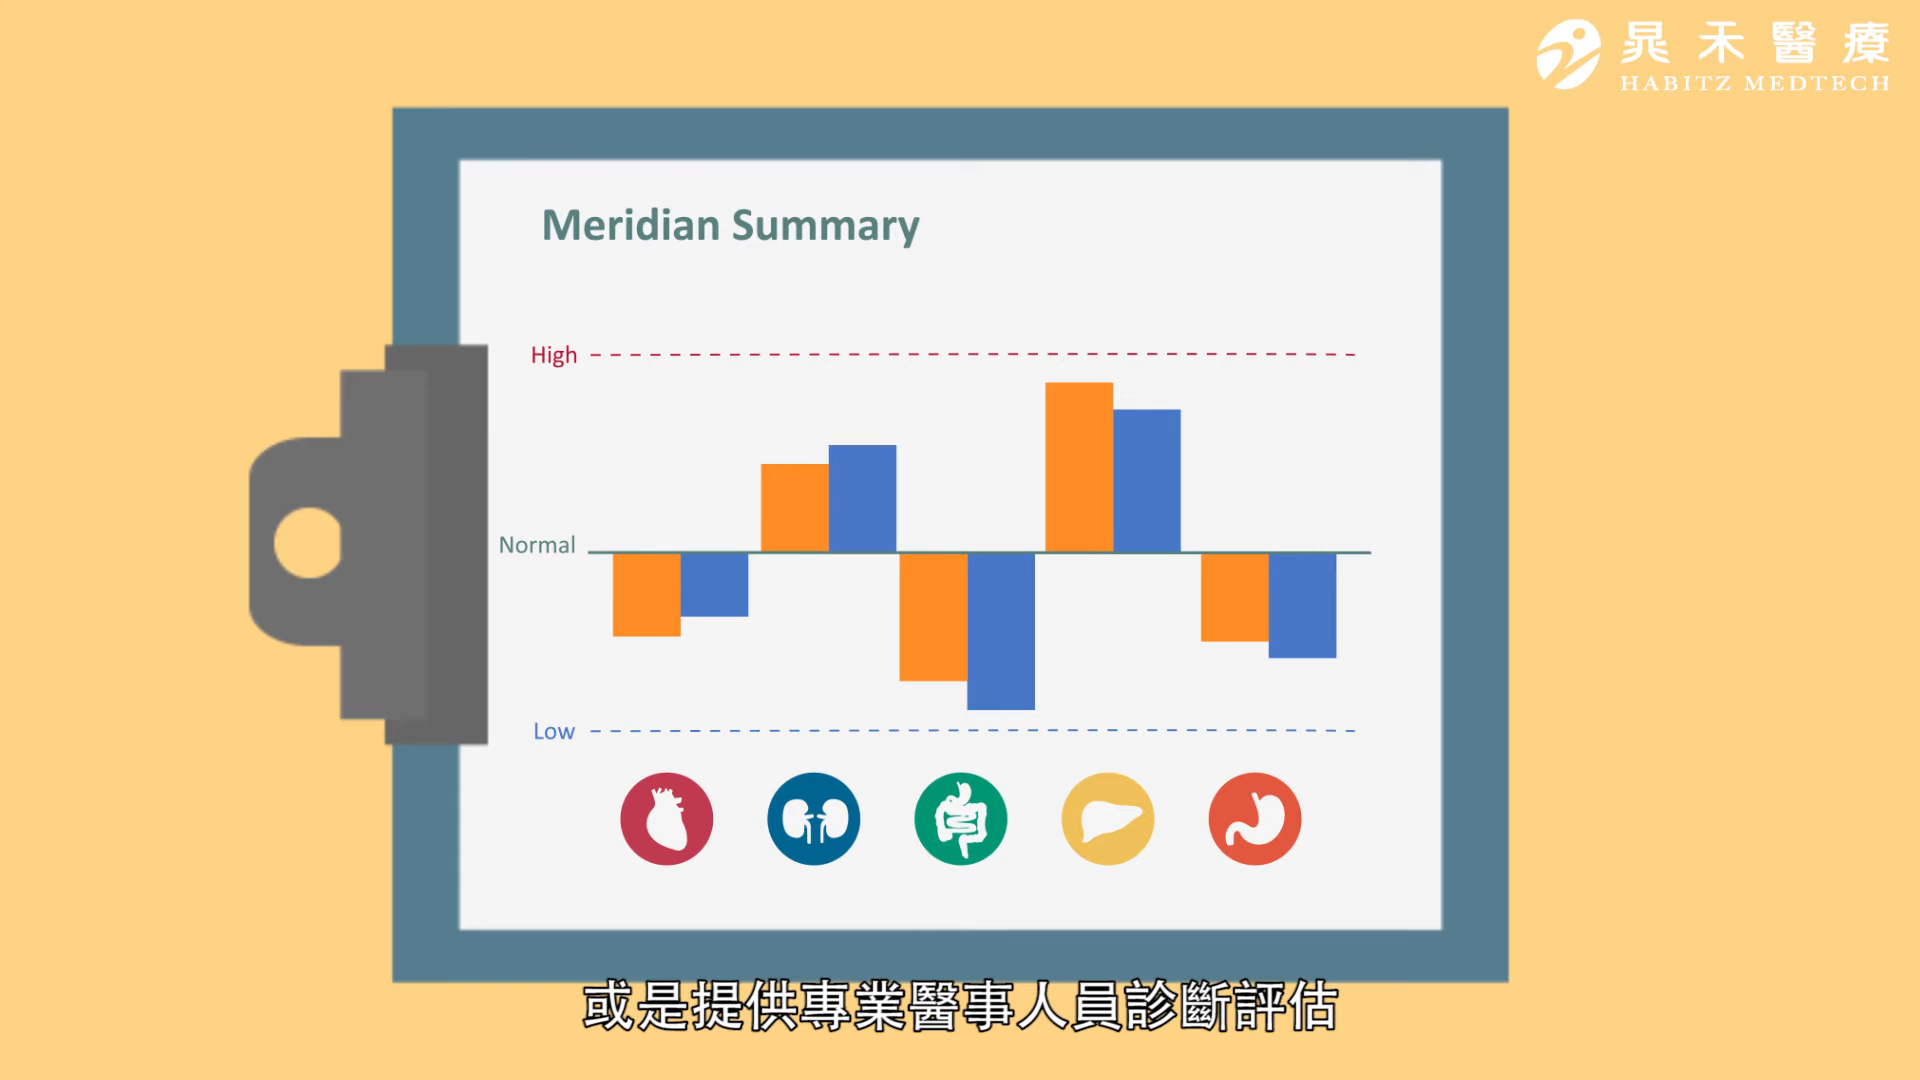 晁禾醫療
HABITZ MEDTECH
Meridian Summary
High
Normal
Low
或是提供專業醫事人員診斷評估